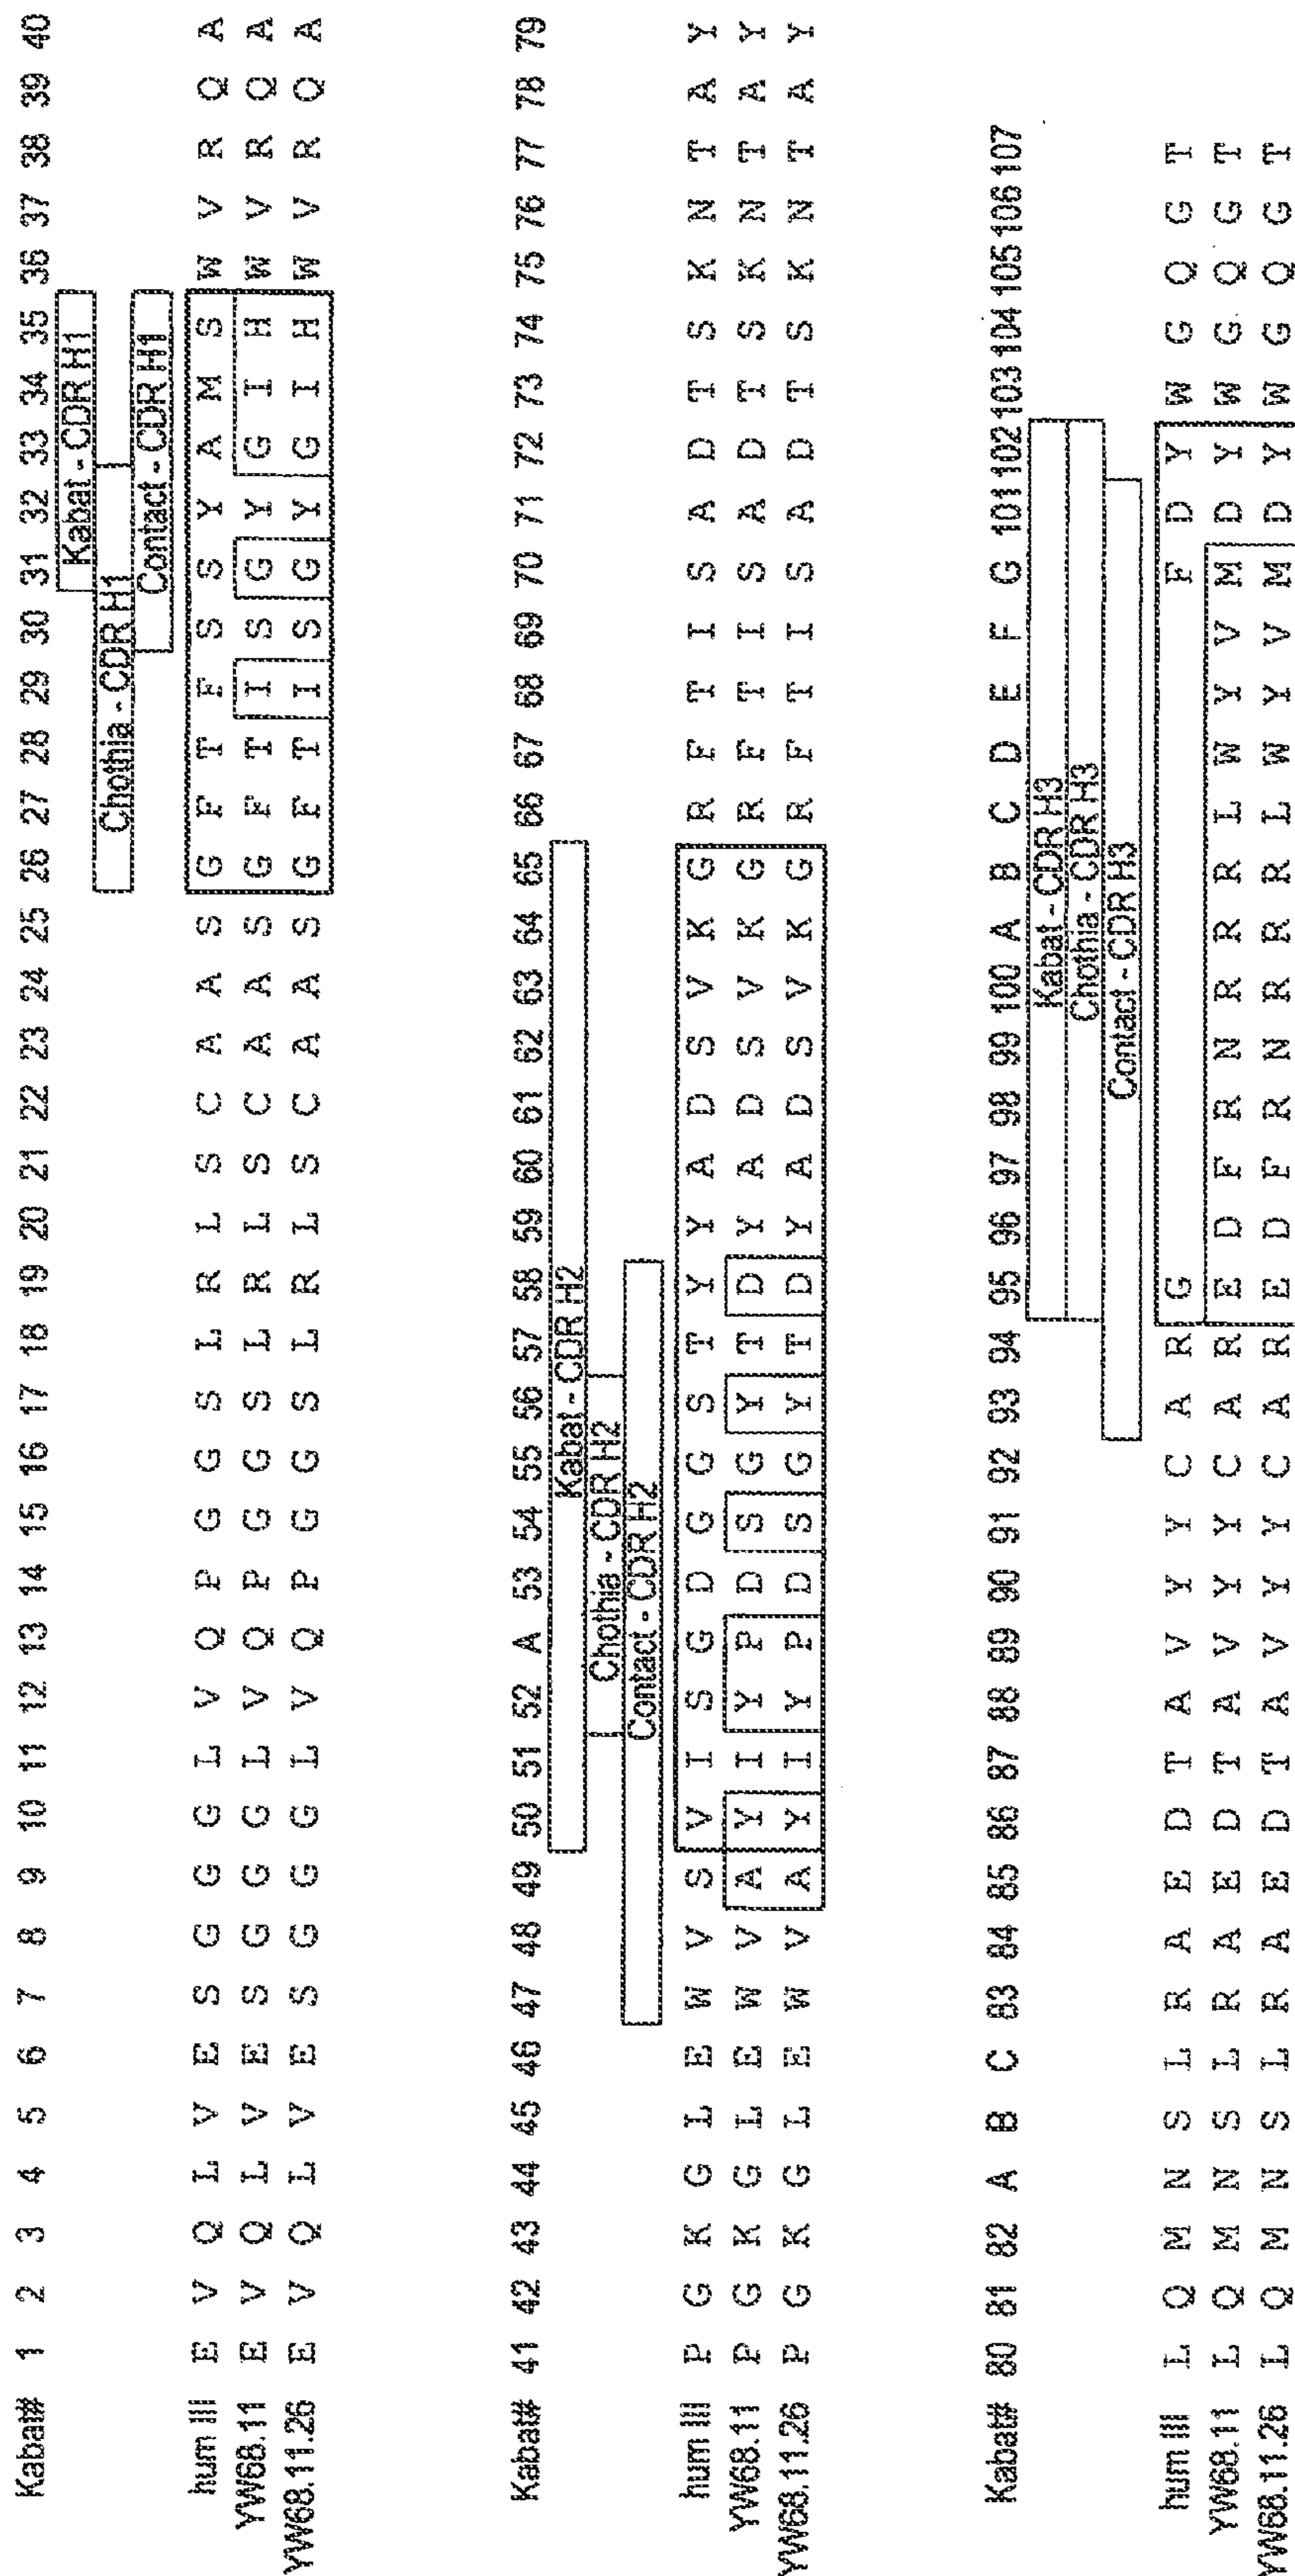 Kabat# 1 2 3 4 5 6 7 8 9 10 11 12 13 14 15 16 17 18 19 20 21 22 23 24 25 26 27 28 29 30 31 32 33 34 35 36 37 38 39 40
Kabat - CDR H1
Chothia - CDR H1
Contact - CDR H1
hum III E V Q L V E S G G G L V Q P G G S L R L S C A A S G F T F S S Y A M S W V R Q A
YW68.11 E V Q L V E S G G G L V Q P G G S L R L S C A A S G F T I S G Y G I H W V R Q A
YW68.11.26 E V Q L V E S G G G L V Q P G G S L R L S C A A S G F T I S G Y G I H W V R Q A
Kabat# 41 42 43 44 45 46 47 48 49 50 51 52 A 53 54 55 56 57 58 59 60 61 62 63 64 65 66 67 68 69 70 71 72 73 74 75 76 77 78 79
Kabat - CDR H2
Chothia - CDR H2
Contact - CDR H2
hum III P G K G L E W V S V I S G D G G S T Y Y A D S V K G R F T I S A D T S K N T A Y
YW68.11 P G K G L E W V A Y I Y P D S G Y T D Y A D S V K G R F T I S A D T S K N T A Y
YW68.11.26 P G K G L E W V A Y I Y P D S G Y T D Y A D S V K G R F T I S A D T S K N T A Y
Kabat# 80 81 82 A B C 83 84 85 86 87 88 89 90 91 92 93 94 95 96 97 98 99 100 A B C D E F G 101 102 103 104 105 106 107
Kabat - CDR H3
Chothia - CDR H3
Contact - CDR H3
hum III L Q M N S L R A E D T A V Y Y C A R G F D Y W G Q G T
YW68.11 L Q M N S L R A E D T A V Y Y C A R E D F R N R R R L W Y V M D Y W G Q G T
YW68.11.26 L Q M N S L R A E D T A V Y Y C A R E D F R N R R R L W Y V M D Y W G Q G T